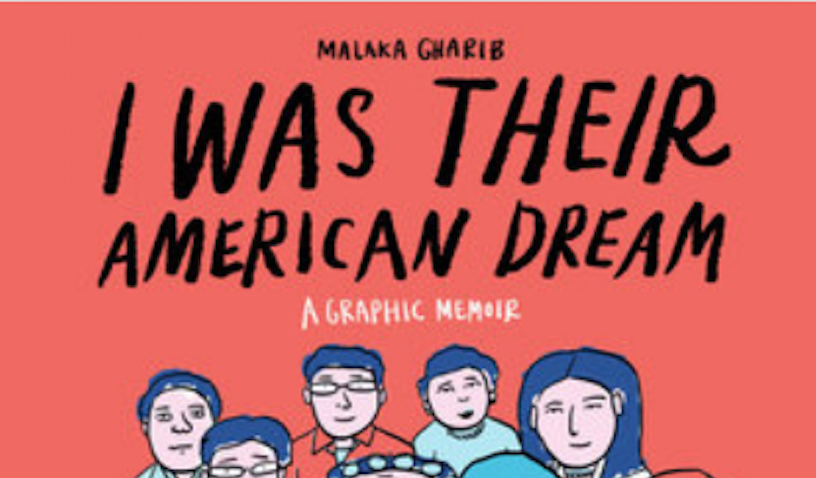 MALAKA GHARIB
I WAS THEIR
AMERICAN DREAM
A GRAPHIC MEMOIR